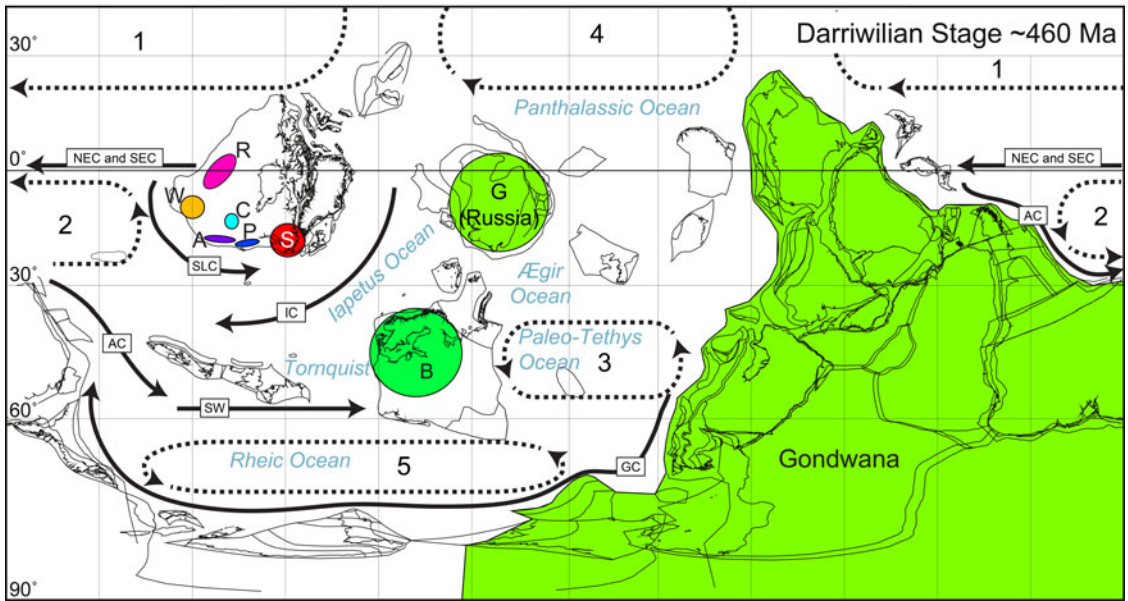 1
4
Darriwilian Stage ~460 Ma
30°
1
Panthalassic Ocean
NEC and SEC
R
0°
G
(Russia)
NEC and SEC
W
C
2
A
P
S
AC
2
SLC
Iapetus Ocean
Ægir
Ocean
30°
IC
AC
Paleo-Tethys
Ocean
3
Tornquist
B
SW
60°
Rheic Ocean
5
GC
Gondwana
90°